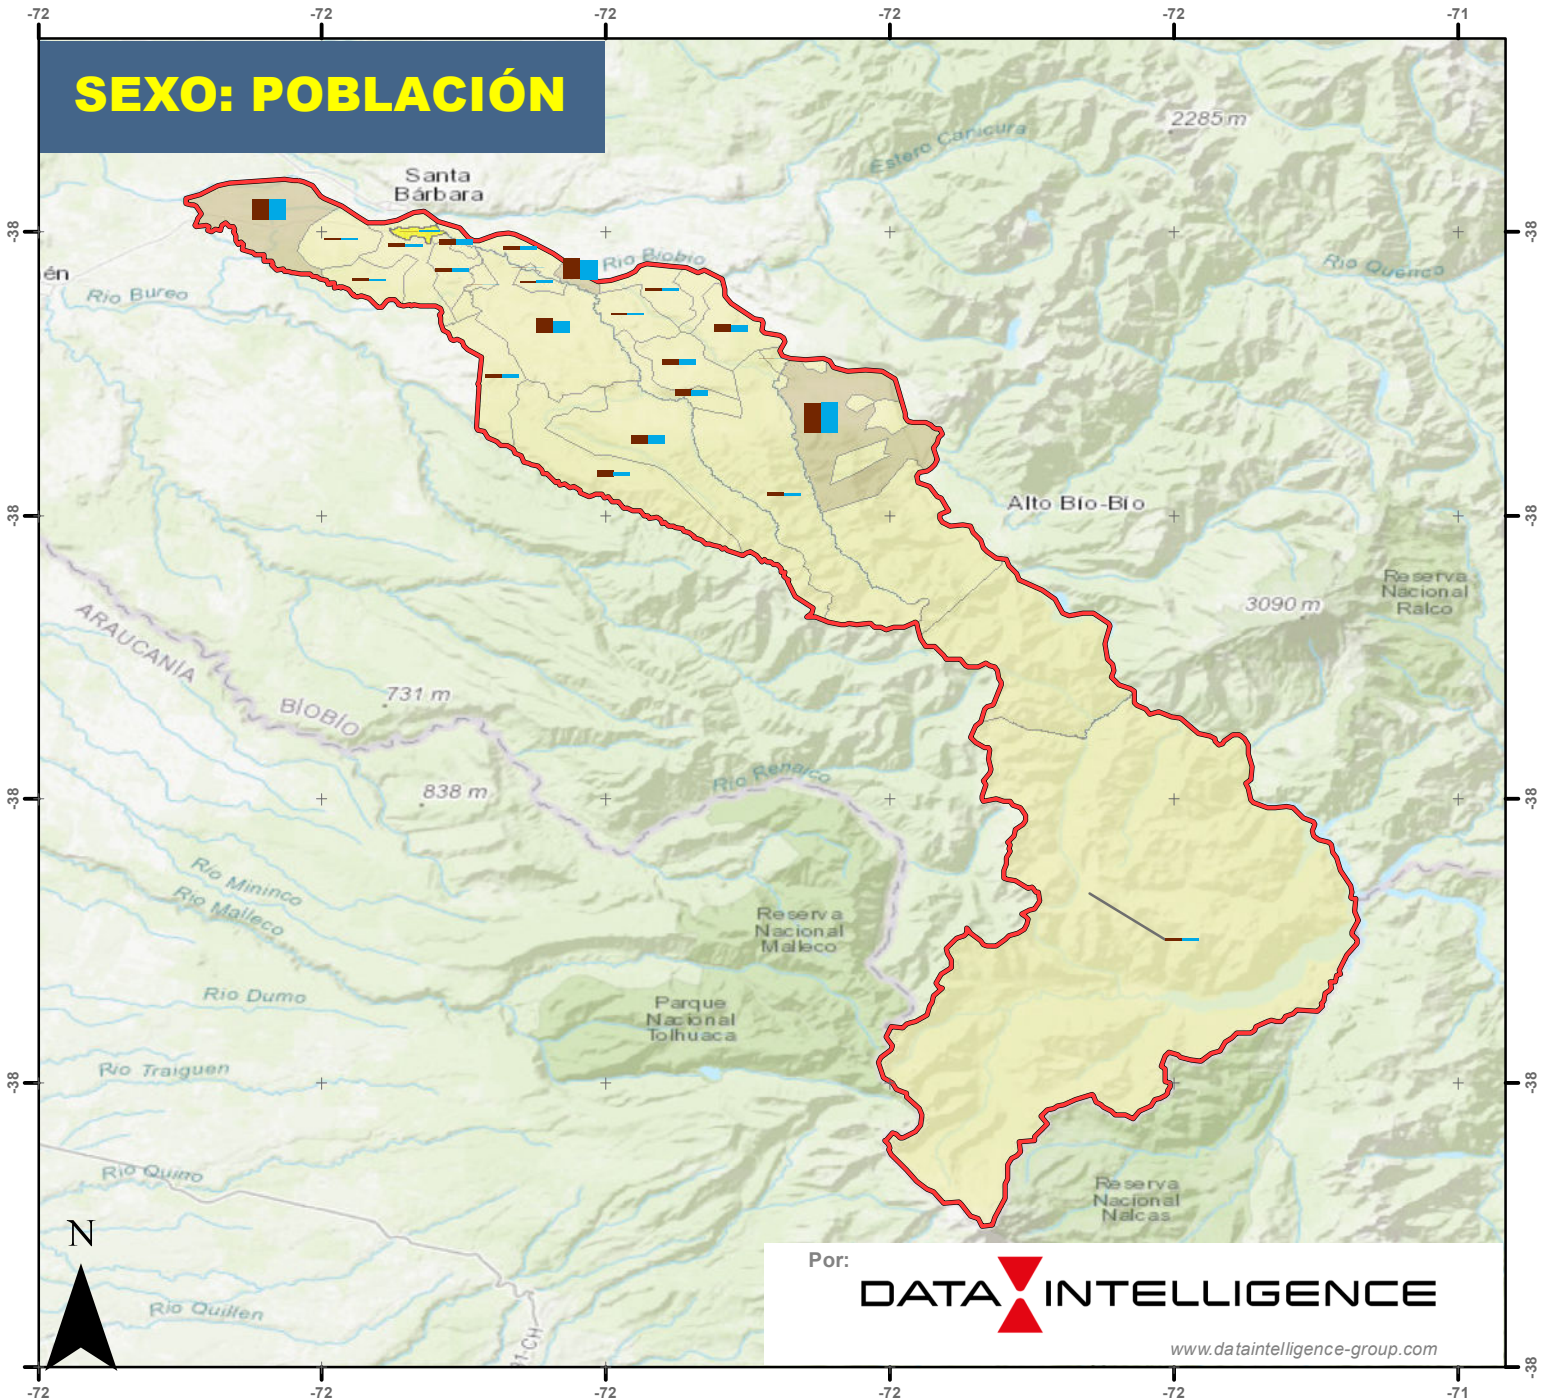 -72
-72
-72
-72
-72
-71
SEXO: POBLACIÓN
2285 m
Estero Canicura
Santa
Bárbara
-38
-38
Río Biobío
Río Queuco
én
Río Bureo
-38
Alto Bío-Bío
-38
Reserva
Nacional
Ralco
3090 m
ARAUCANÍA
BÍOBÍO
731 m
Río Renaico
838 m
-38
-38
Río Mininco
Río Malleco
Reserva
Nacional
Malleco
Río Dumo
Parque
Nacional
Tolhuaca
Río Traiguen
-38
-38
Río Quino
Reserva
Nacional
Nalcas
N
Río Quillen
Por:
DATA INTELLIGENCE
www.dataintelligence-group.com
-38
-72
-72
-72
-72
-72
-71